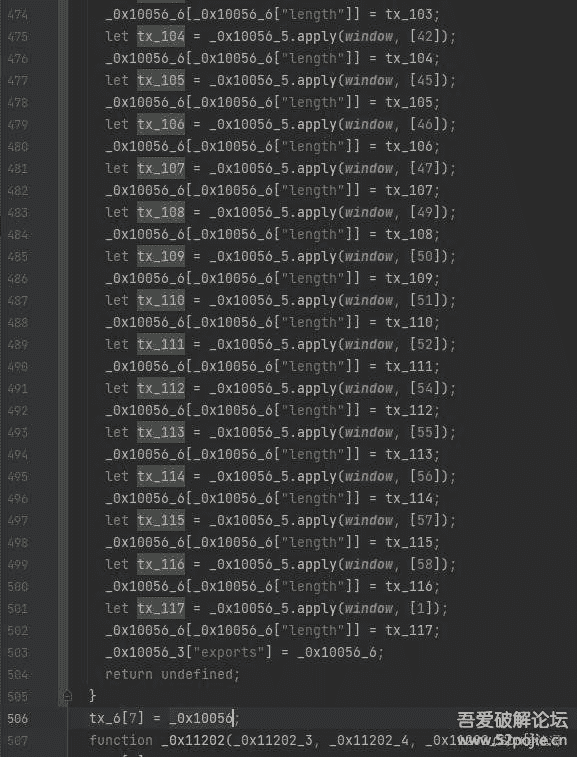 474 _0x10056_6[_0x10056_6["length"]] = tx_103;
475 let tx_104 = _0x10056_5.apply(window, [42]);
476 _0x10056_6[_0x10056_6["length"]] = tx_104;
477 let tx_105 = _0x10056_5.apply(window, [45]);
478 _0x10056_6[_0x10056_6["length"]] = tx_105;
479 let tx_106 = _0x10056_5.apply(window, [46]);
480 _0x10056_6[_0x10056_6["length"]] = tx_106;
481 let tx_107 = _0x10056_5.apply(window, [47]);
482 _0x10056_6[_0x10056_6["length"]] = tx_107;
483 let tx_108 = _0x10056_5.apply(window, [49]);
484 _0x10056_6[_0x10056_6["length"]] = tx_108;
485 let tx_109 = _0x10056_5.apply(window, [50]);
486 _0x10056_6[_0x10056_6["length"]] = tx_109;
487 let tx_110 = _0x10056_5.apply(window, [51]);
488 _0x10056_6[_0x10056_6["length"]] = tx_110;
489 let tx_111 = _0x10056_5.apply(window, [52]);
490 _0x10056_6[_0x10056_6["length"]] = tx_111;
491 let tx_112 = _0x10056_5.apply(window, [54]);
492 _0x10056_6[_0x10056_6["length"]] = tx_112;
493 let tx_113 = _0x10056_5.apply(window, [55]);
494 _0x10056_6[_0x10056_6["length"]] = tx_113;
495 let tx_114 = _0x10056_5.apply(window, [56]);
496 _0x10056_6[_0x10056_6["length"]] = tx_114;
497 let tx_115 = _0x10056_5.apply(window, [57]);
498 _0x10056_6[_0x10056_6["length"]] = tx_115;
499 let tx_116 = _0x10056_5.apply(window, [58]);
500 _0x10056_6[_0x10056_6["length"]] = tx_116;
501 let tx_117 = _0x10056_5.apply(window, [1]);
502 _0x10056_6[_0x10056_6["length"]] = tx_117;
503 _0x10056_3["exports"] = _0x10056_6;
504 return undefined;
505 }
506 tx_6[7] = _0x10056;
507 function _0x11202(_0x11202_3, _0x11202_4,
吾爱破解论坛
www.52pojie.cn